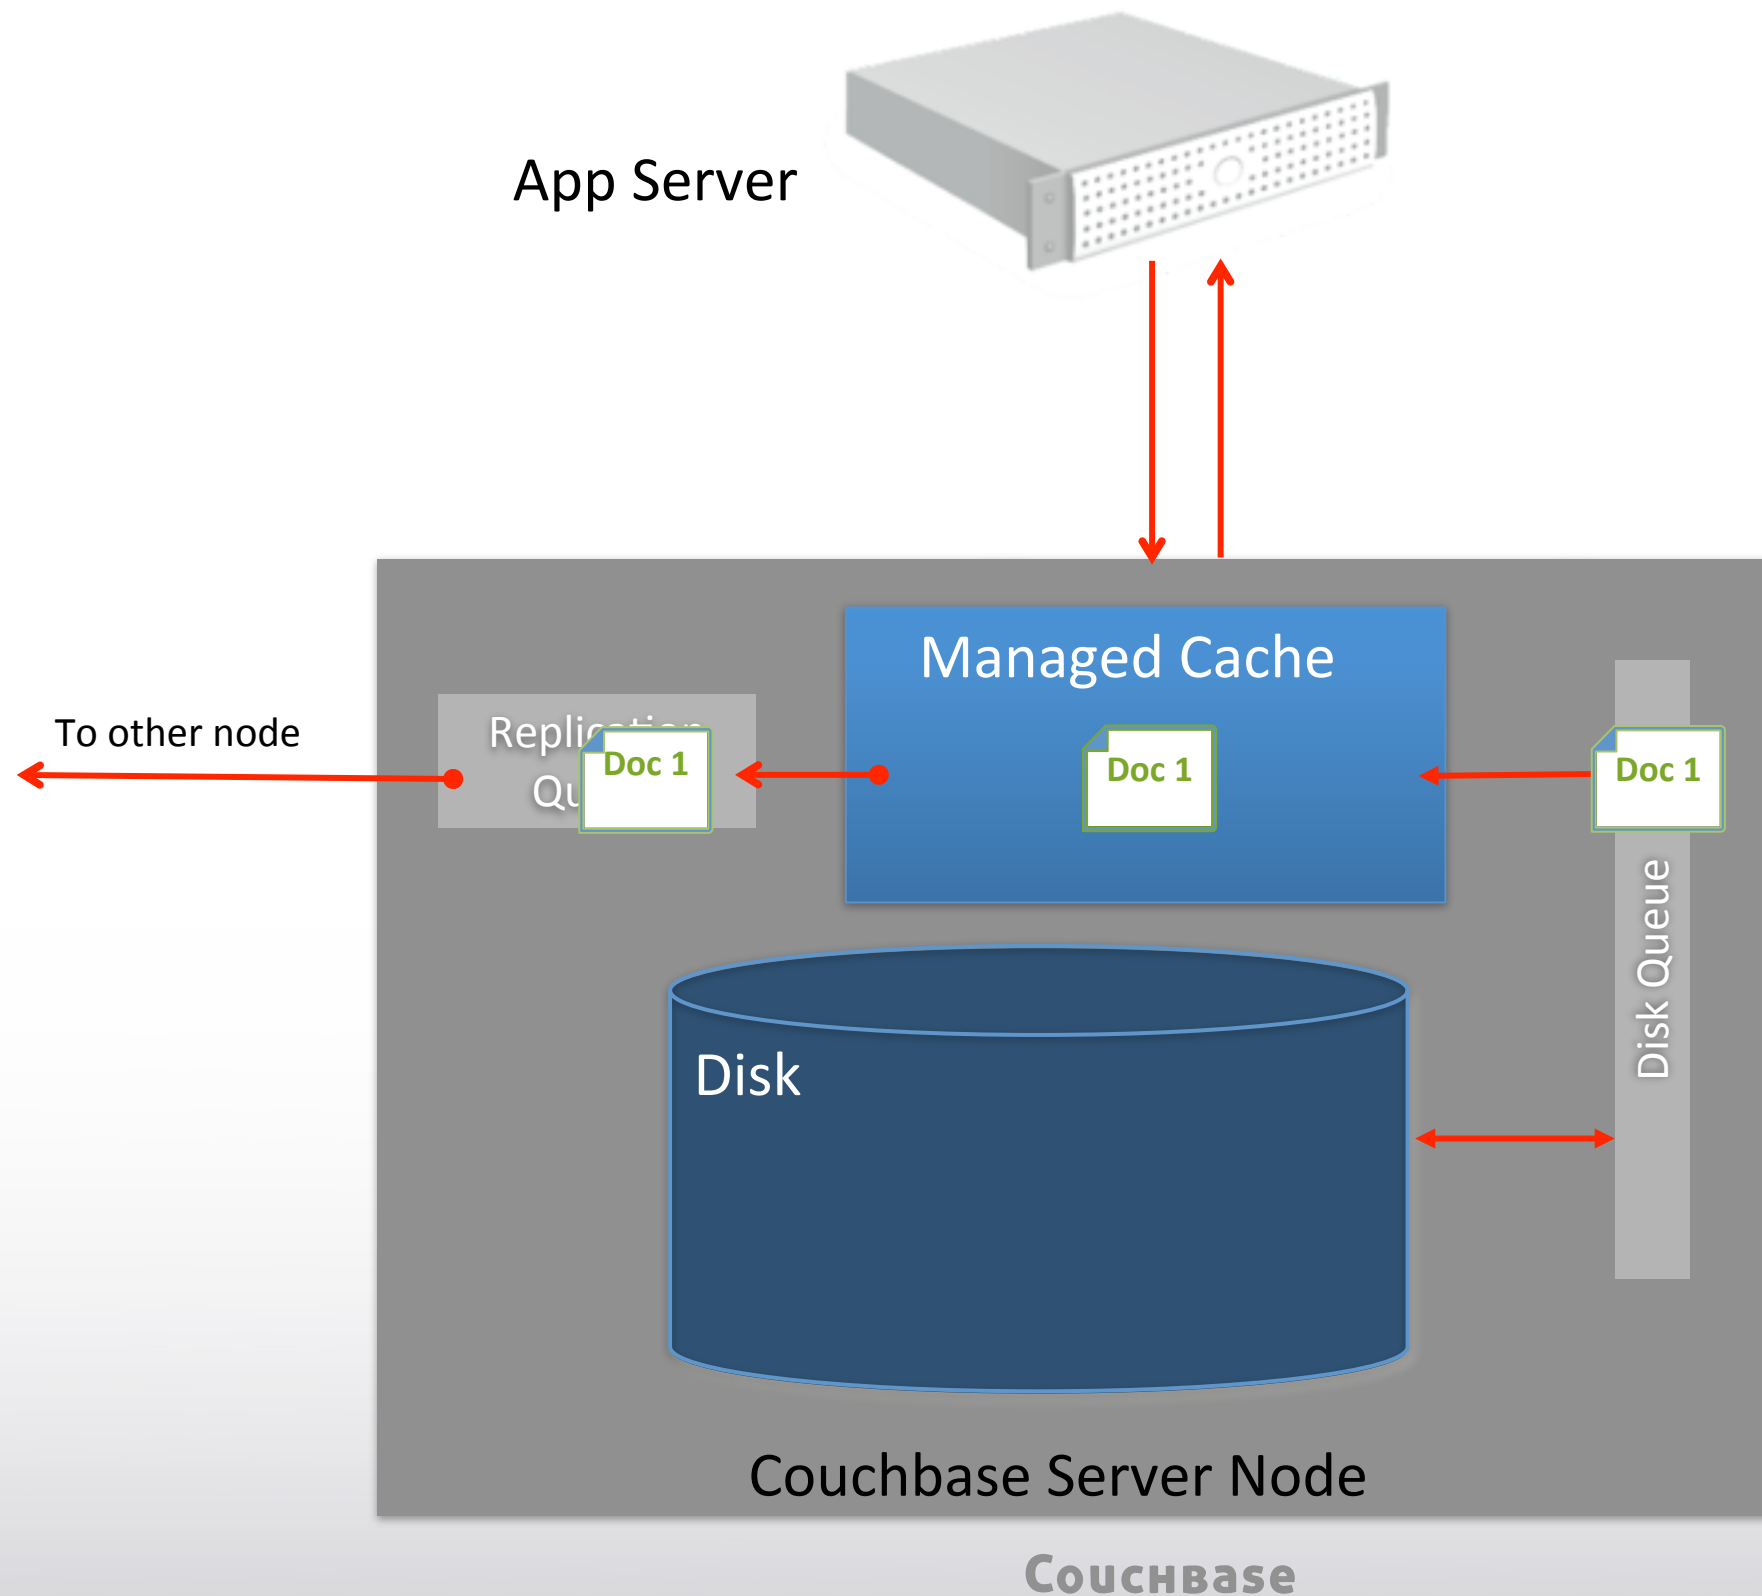 App Server
Managed Cache
To other node
Doc 1
Doc 1
Doc 1
Disk Queue
Disk
Couchbase Server Node
COUCHBASE